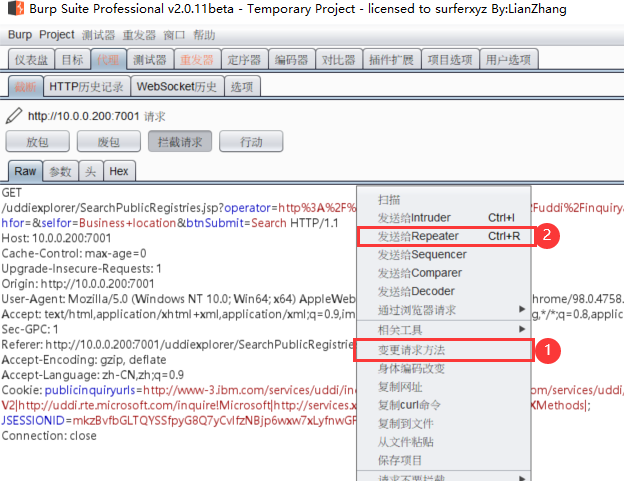 Burp Suite Professional v2.0.11beta - Temporary Project - licensed to surferxyz By:LianZhang
Burp Project 测试器 重发器 窗口 帮助
仪表盘 目标 代理 测试器 重发器 定序器 编码器 对比器 插件扩展 项目选项 用户选项
截断 HTTP历史记录 WebSocket历史 选项
http://10.0.0.200:7001 请求
放包 废包 拦截请求 行动
Raw 参数 头 Hex
GET
/uddiexplorer/SearchPublicRegistries.jsp?operator=http%3A%2F% Fuddi%2Finquiry
hfor=&selfor=Business+location&btnSubmit=Search HTTP/1.1
Host: 10.0.0.200:7001
Cache-Control: max-age=0
Upgrade-Insecure-Requests: 1
Origin: http://10.0.0.200:7001
User-Agent: Mozilla/5.0 (Windows NT 10.0; Win64; x64) AppleWeb hrome/98.0.4758.
Accept: text/html,application/xhtml+xml,application/xml;q=0.9,im g,*/*;q=0.8,applic
Sec-GPC: 1
Referer: http://10.0.0.200:7001/uddiexplorer/SearchPublicRegistrie
Accept-Encoding: gzip, deflate
Accept-Language: zh-CN,zh;q=0.9
Cookie: publicinquiryurls=http://www-3.ibm.com/services/uddi/inq
V2|http://uddi.rte.microsoft.com/inquire!Microsoft|http://services.x XMethods|;
JSESSIONID=mkzBvfbGLTQYSSfpyG8Q7yCvIfzNBJp6wxw7xLyfnwGF
Connection: close
扫描
发送给Intruder Ctrl+I
发送给Repeater Ctrl+R
2
发送给Sequencer
发送给Comparer
发送给Decoder
通过浏览器请求
相关工具
变更请求方法
1
身体编码改变
复制网址
复制curl命令
复制到文件
从文件粘贴
保存项目
请求不要拦截